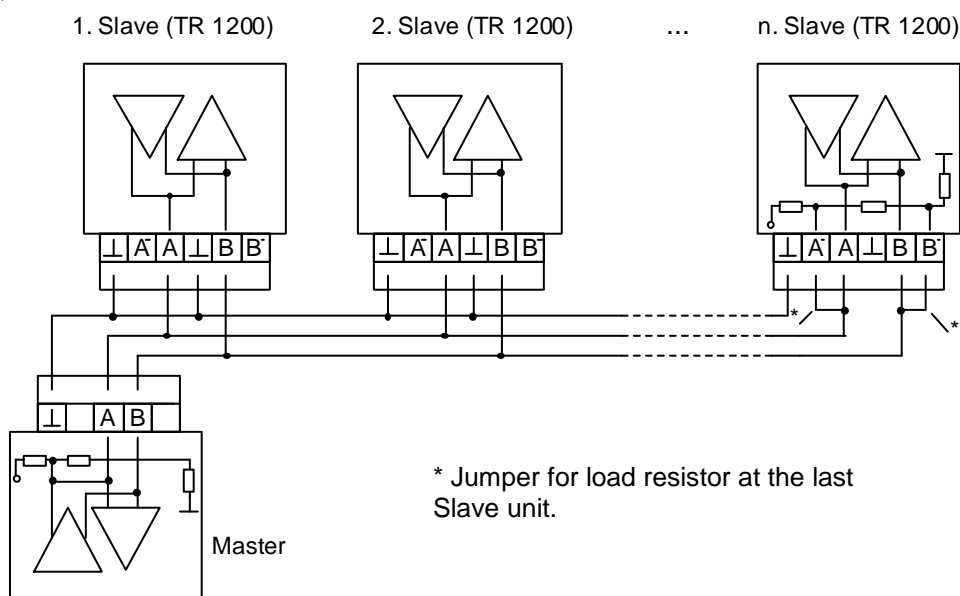 1. Slave (TR 1200) 2. Slave (TR 1200) ... n. Slave (TR 1200)
⊥ A- A ⊥ B B- ⊥ A- A ⊥ B B- ⊥ A- A ⊥ B B-
* *
⊥ A B
* Jumper for load resistor at the last
Slave unit.
Master